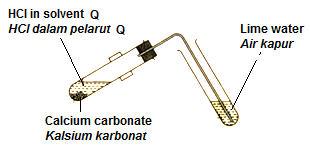 HCl in solvent Q
HCl dalam pelarut Q
Lime water
Air kapur
Calcium carbonate
Kalsium karbonat